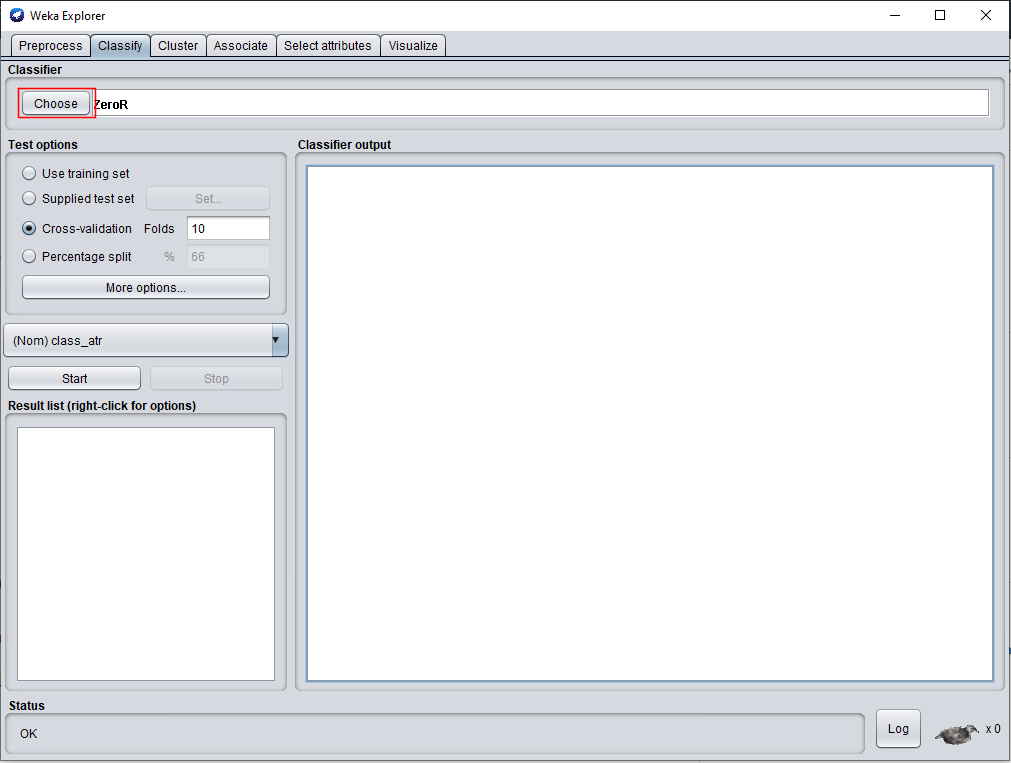 Weka Explorer
Preprocess Classify Cluster Associate Select attributes Visualize
Classifier
Choose ZeroR
Test options
Use training set
Supplied test set Set...
Cross-validation Folds 10
Percentage split % 66
More options...
(Nom) class_atr
Start Stop
Result list (right-click for options)
Classifier output
Status
OK
Log x 0